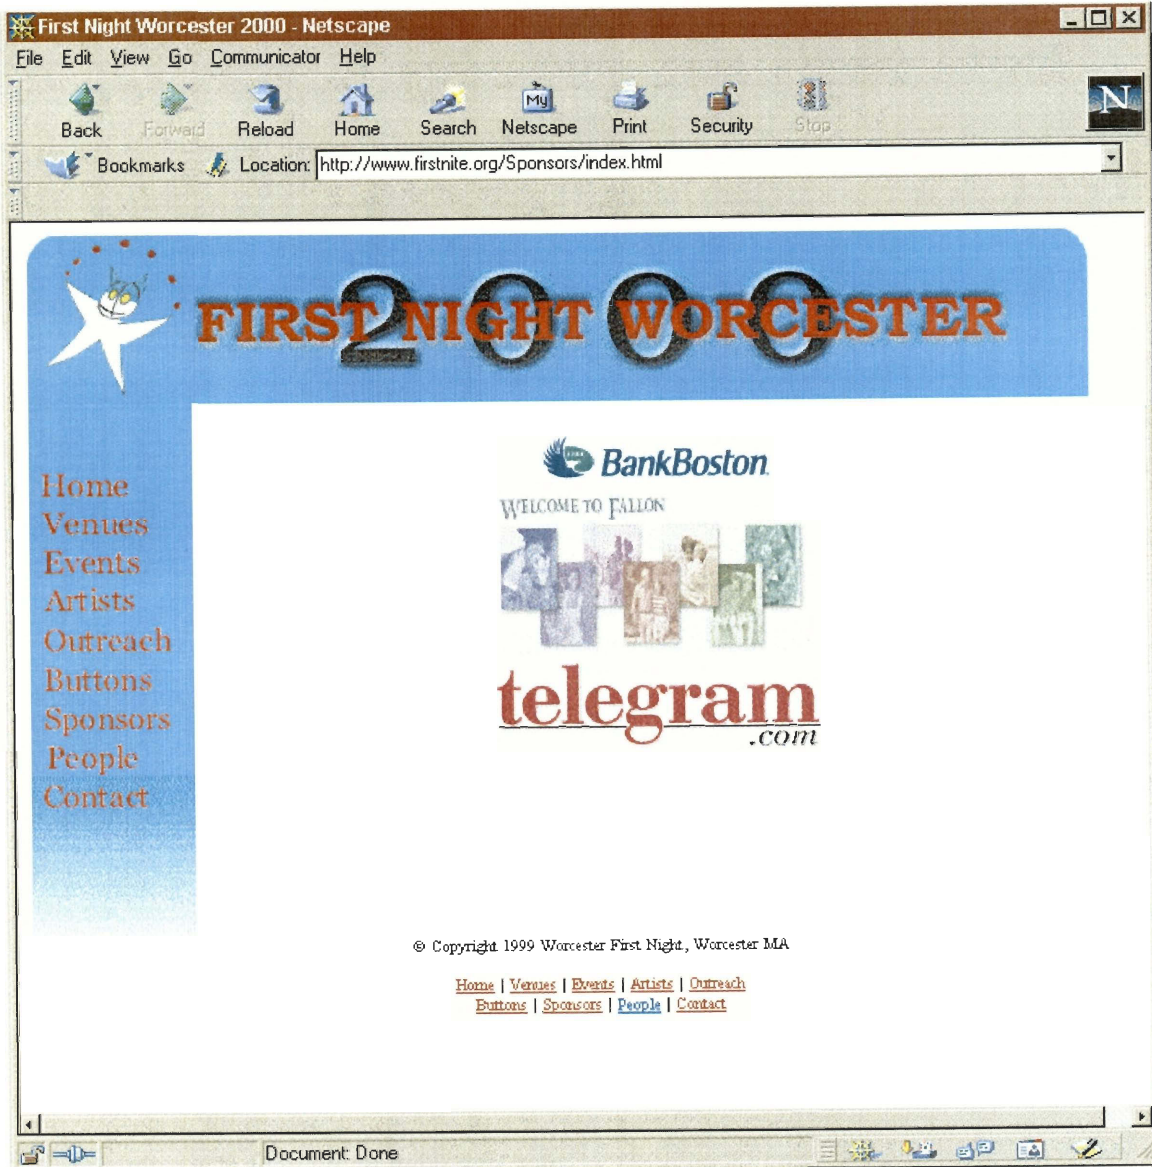 First Night Worcester 2000 - Netscape
File Edit View Go Communicator Help
Back Forward Reload Home Search My Netscape Print Security Stop
N
Bookmarks Location: http://www.firstnite.org/Sponsors/index.html
2000
FIRST NIGHT WORCESTER
BankBoston
WELCOME TO FALLON
telegram
.com
Home
Venues
Events
Artists
Outreach
Buttons
Sponsors
People
Contact
© Copyright 1999 Worcester First Night, Worcester MA
Home | Venues | Events | Artists | Outreach
Buttons | Sponsors | People | Contact
Document: Done